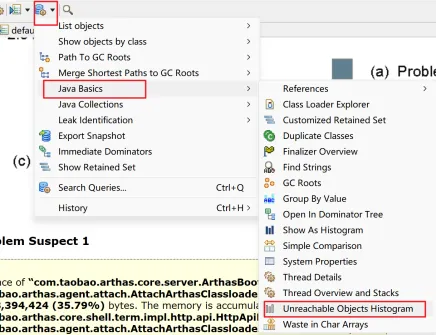 defau
List objects
Show objects by class
Path To GC Roots
Merge Shortest Paths to GC Roots
Java Basics
Java Collections
Leak Identification
Export Snapshot
Immediate Dominators
Show Retained Set
Search Queries... Ctrl+Q
History Ctrl+H
References
Class Loader Explorer
Customized Retained Set
Duplicate Classes
Finalizer Overview
Find Strings
GC Roots
Group By Value
Open In Dominator Tree
Show As Histogram
Simple Comparison
System Properties
Thread Details
Thread Overview and Stacks
Unreachable Objects Histogram
Waste in Char Arrays
(a) Proble
(c)
blem Suspect 1
nce of "com.taobao.arthas.core.server.ArthasBoo
bao.arthas.agent.attach.AttachArthasClassloade
,394,424 (35.79%) bytes. The memory is accumula
bao.arthas.core.shell.term.impl.http.api.HttpApiI
bao.arthas.agent.attach.AttachArthasClassloade